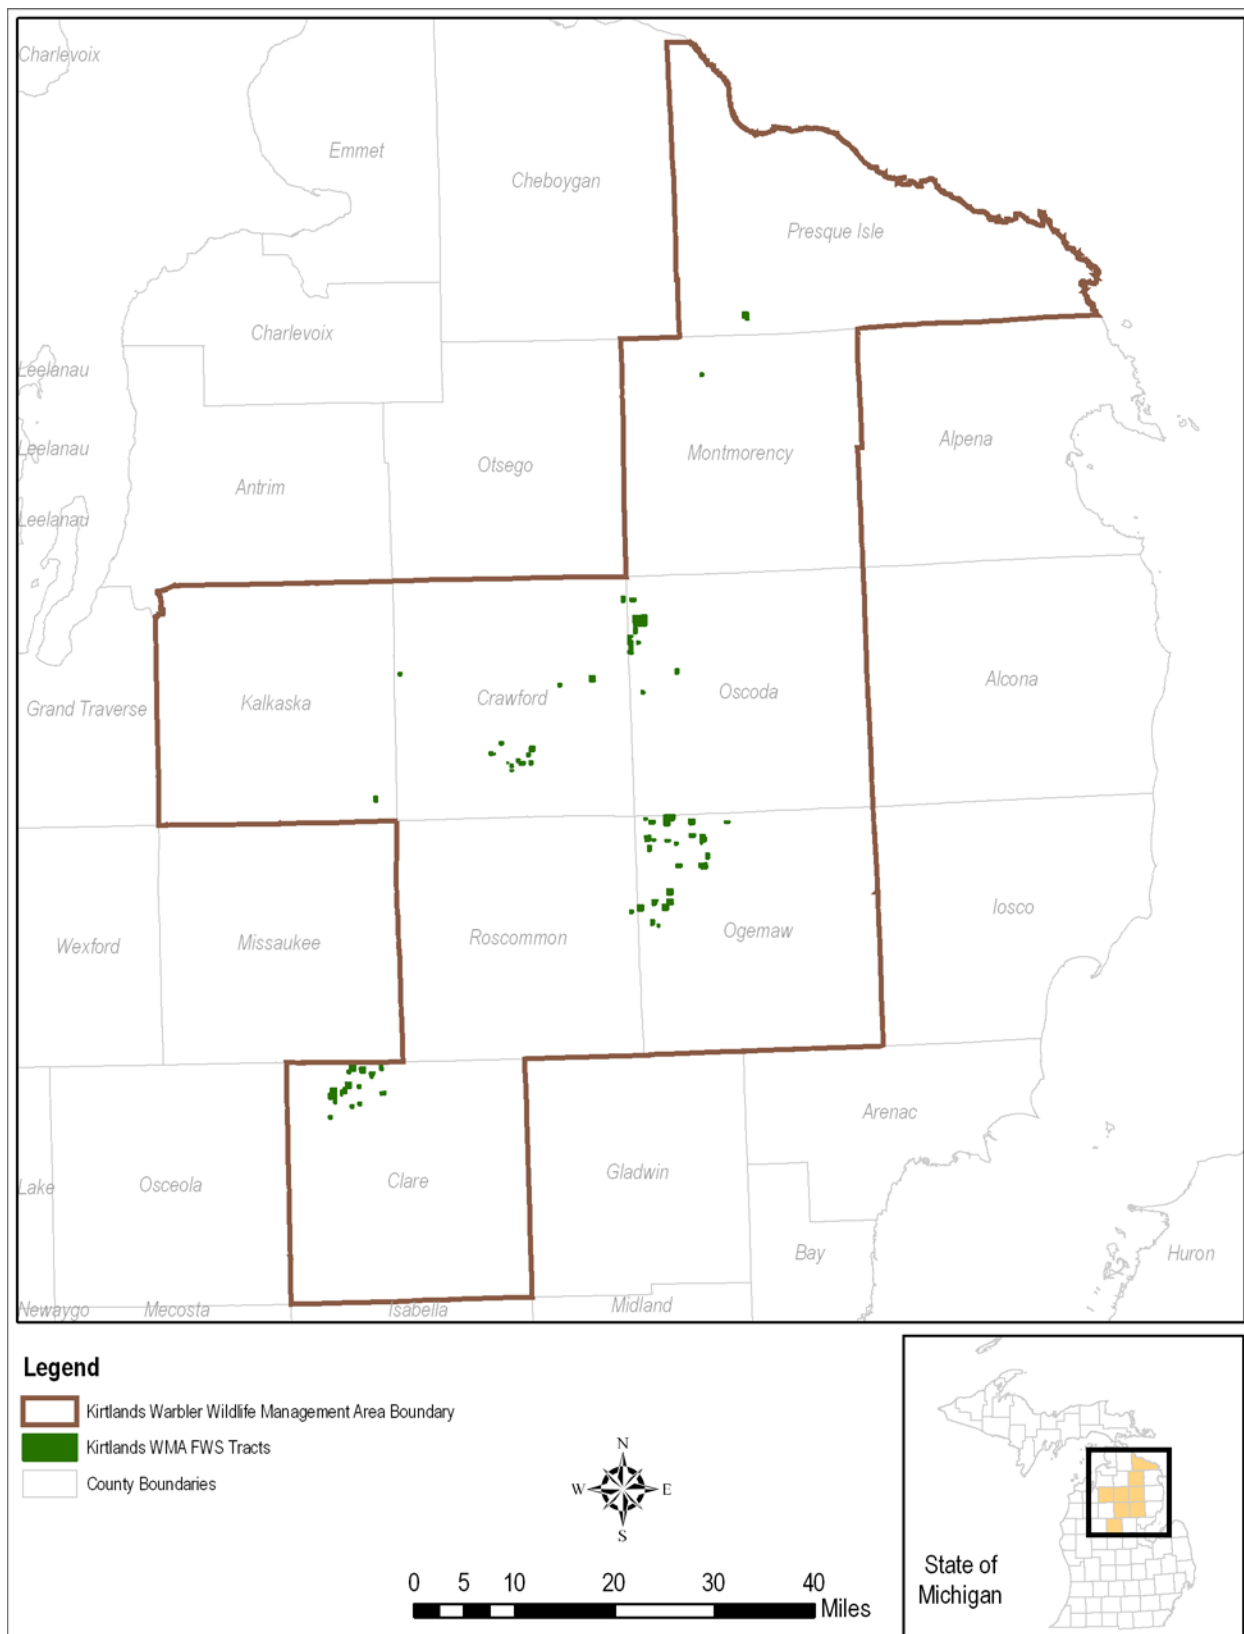 Charlevoix
Emmet
Cheboygan
Presque Isle
Charlevoix
Leelanau
Leelanau
Montmorency
Alpena
Otsego
Antrim
Leelanau
Alcona
Oscoda
Crawford
Kalkaska
Grand Traverse
Iosco
Ogemaw
Roscommon
Missaukee
Wexford
Arenac
Gladwin
Clare
Osceola
Lake
Bay
Huron
Newaygo
Mecosta
Isabella
Midland
Legend
Kirtlands Warbler Wildlife Management Area Boundary
Kirtlands WMA FWS Tracts
County Boundaries
N
W
E
S
0 5 10 20 30 40
Miles
State of
Michigan